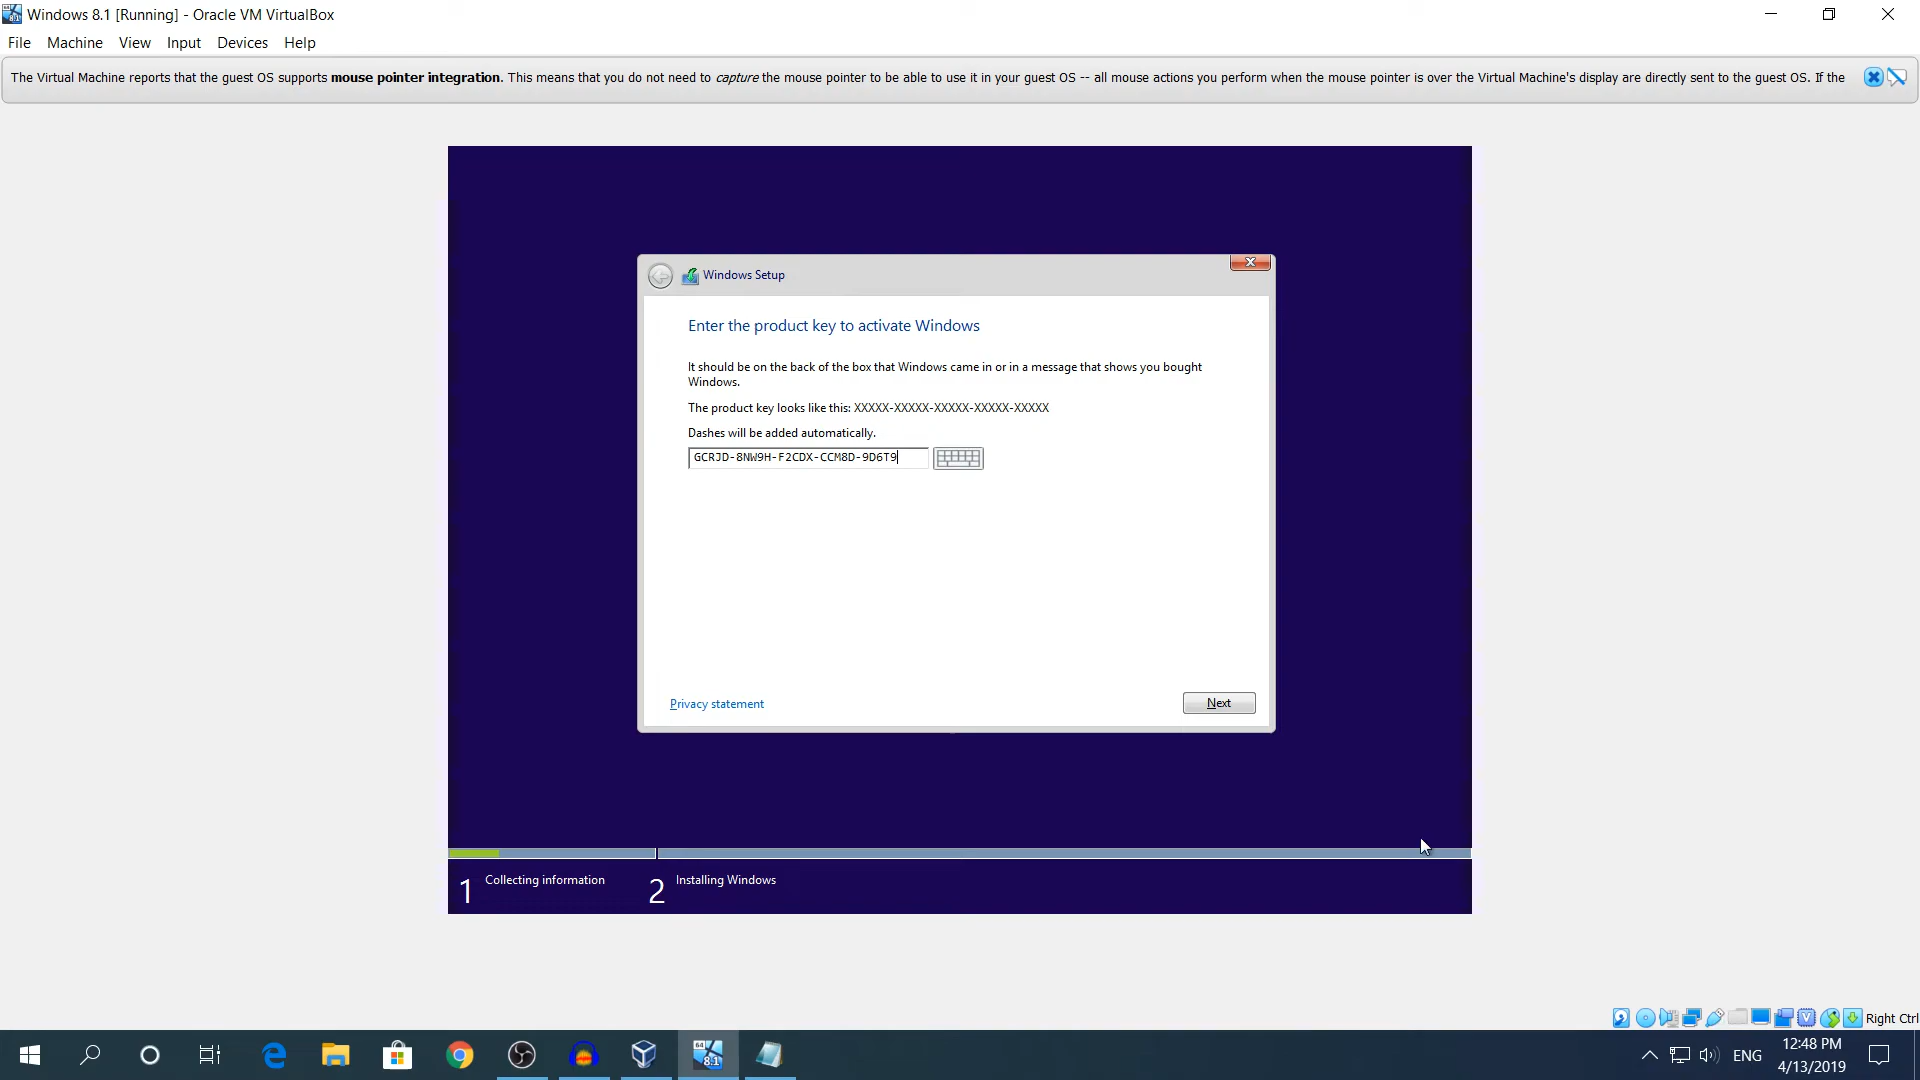 Windows 8.1 [Running] - Oracle VM VirtualBox
File Machine View Input Devices Help
The Virtual Machine reports that the guest OS supports mouse pointer integration. This means that you do not need to capture the mouse pointer to be able to use it in your guest OS -- all mouse actions you perform when the mouse pointer is over the Virtual Machine's display are directly sent to the guest OS. If the
Windows Setup
Enter the product key to activate Windows
It should be on the back of the box that Windows came in or in a message that shows you bought
Windows.
The product key looks like this: XXXXX-XXXXX-XXXXX-XXXXX-XXXXX
Dashes will be added automatically.
GCRJD-8NW9H-F2CDX-CCM8D-9D6T9
Privacy statement
Next
1 Collecting information
2 Installing Windows
Right Ctrl
64
8.1
ENG
12:48 PM
4/13/2019